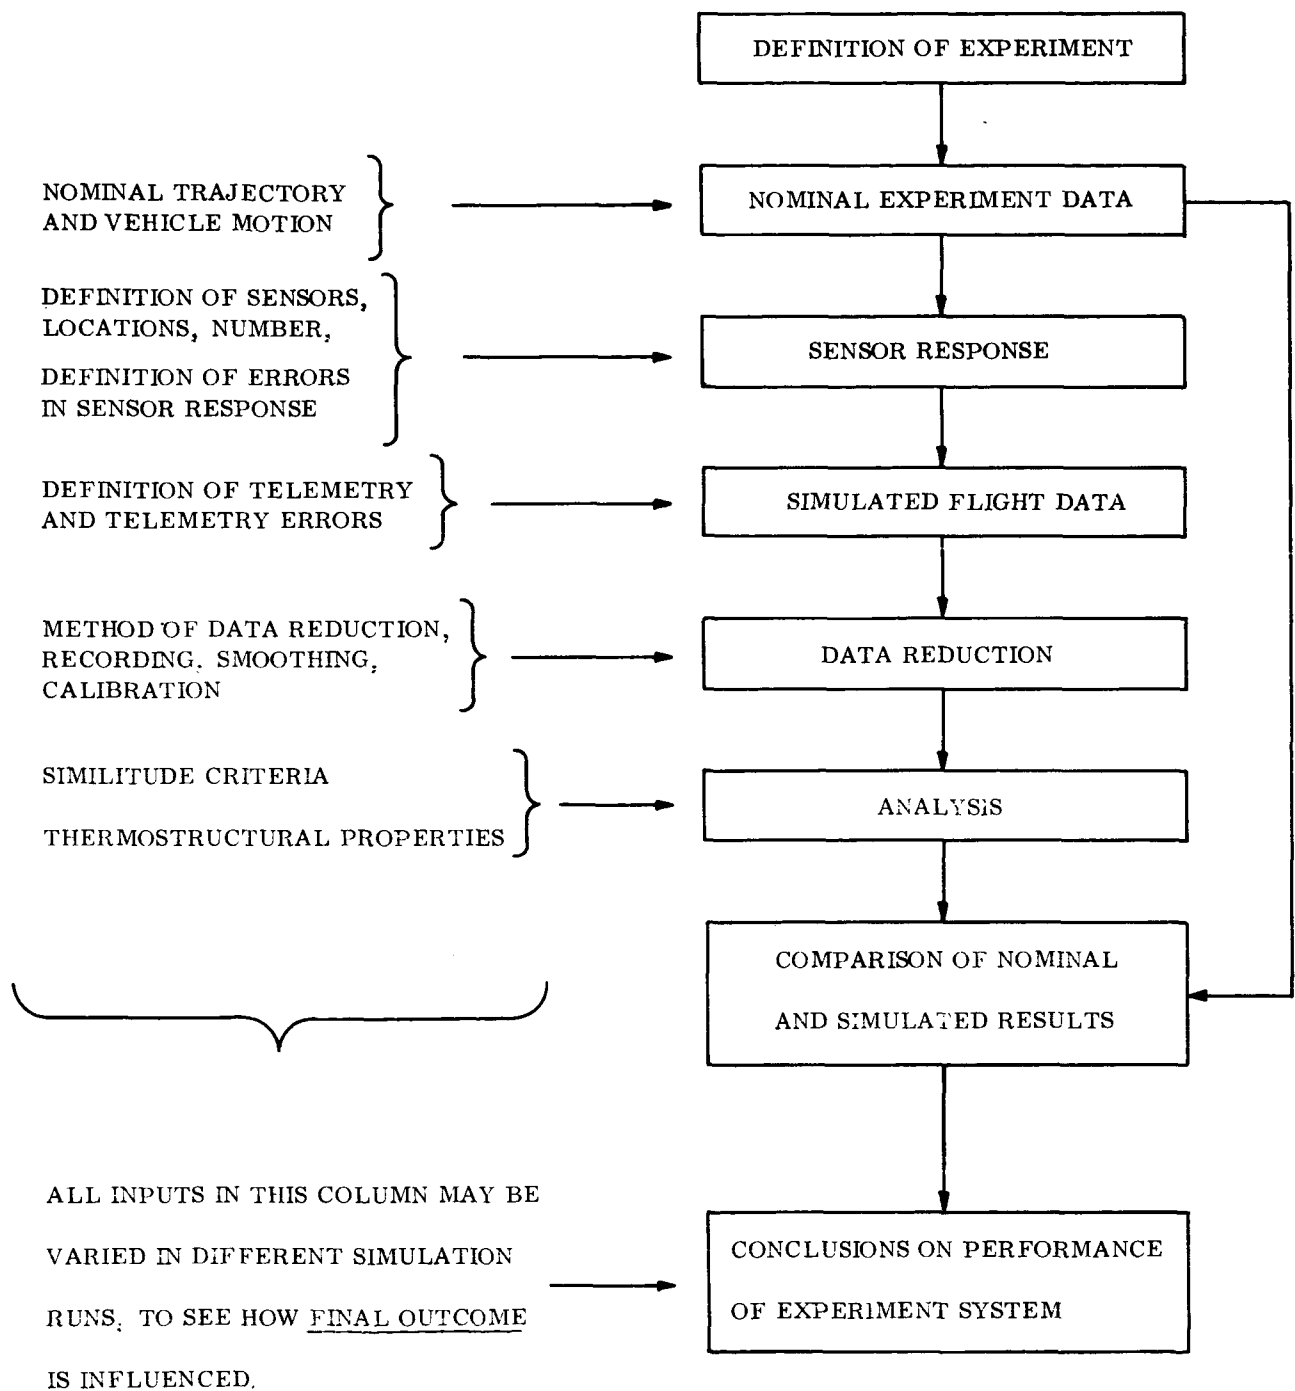 DEFINITION OF EXPERIMENT
NOMINAL TRAJECTORY
AND VEHICLE MOTION
NOMINAL EXPERIMENT DATA
DEFINITION OF SENSORS,
LOCATIONS, NUMBER,
DEFINITION OF ERRORS
IN SENSOR RESPONSE
SENSOR RESPONSE
DEFINITION OF TELEMETRY
AND TELEMETRY ERRORS
SIMULATED FLIGHT DATA
METHOD OF DATA REDUCTION,
RECORDING, SMOOTHING,
CALIBRATION
DATA REDUCTION
SIMILITUDE CRITERIA
THERMOSTRUCTURAL PROPERTIES
ANALYSIS
COMPARISON OF NOMINAL
AND SIMULATED RESULTS
ALL INPUTS IN THIS COLUMN MAY BE
VARIED IN DIFFERENT SIMULATION
RUNS, TO SEE HOW FINAL OUTCOME
IS INFLUENCED.
CONCLUSIONS ON PERFORMANCE
OF EXPERIMENT SYSTEM